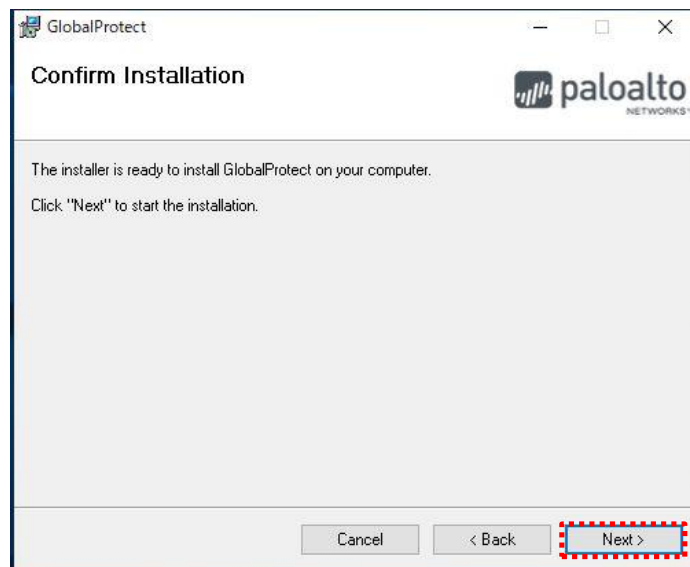 GlobalProtect
Confirm Installation
paloalto
NETWORKS
The installer is ready to install GlobalProtect on your computer.
Click "Next" to start the installation.
Cancel
< Back
Next >